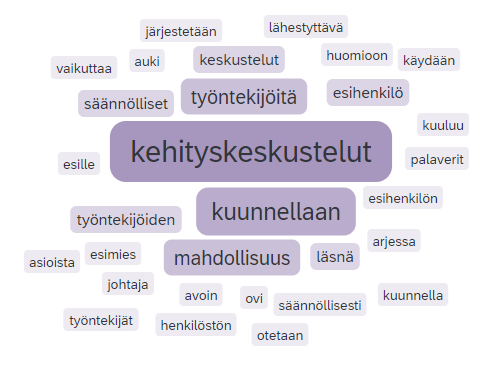 järjestetään
lähestyttävä
vaikuttaa
auki
keskustelut
huomioon
käydään
säännölliset
työntekijöitä
esihenkilö
kuuluu
esille
kehityskeskustelut
palaverit
työntekijöiden
kuunnellaan
esihenkilön
asioista
esimies
mahdollisuus
läsnä
arjessa
johtaja
avoin
ovi
säännöllisesti
kuunnella
työntekijät
henkilöstön
otetaan